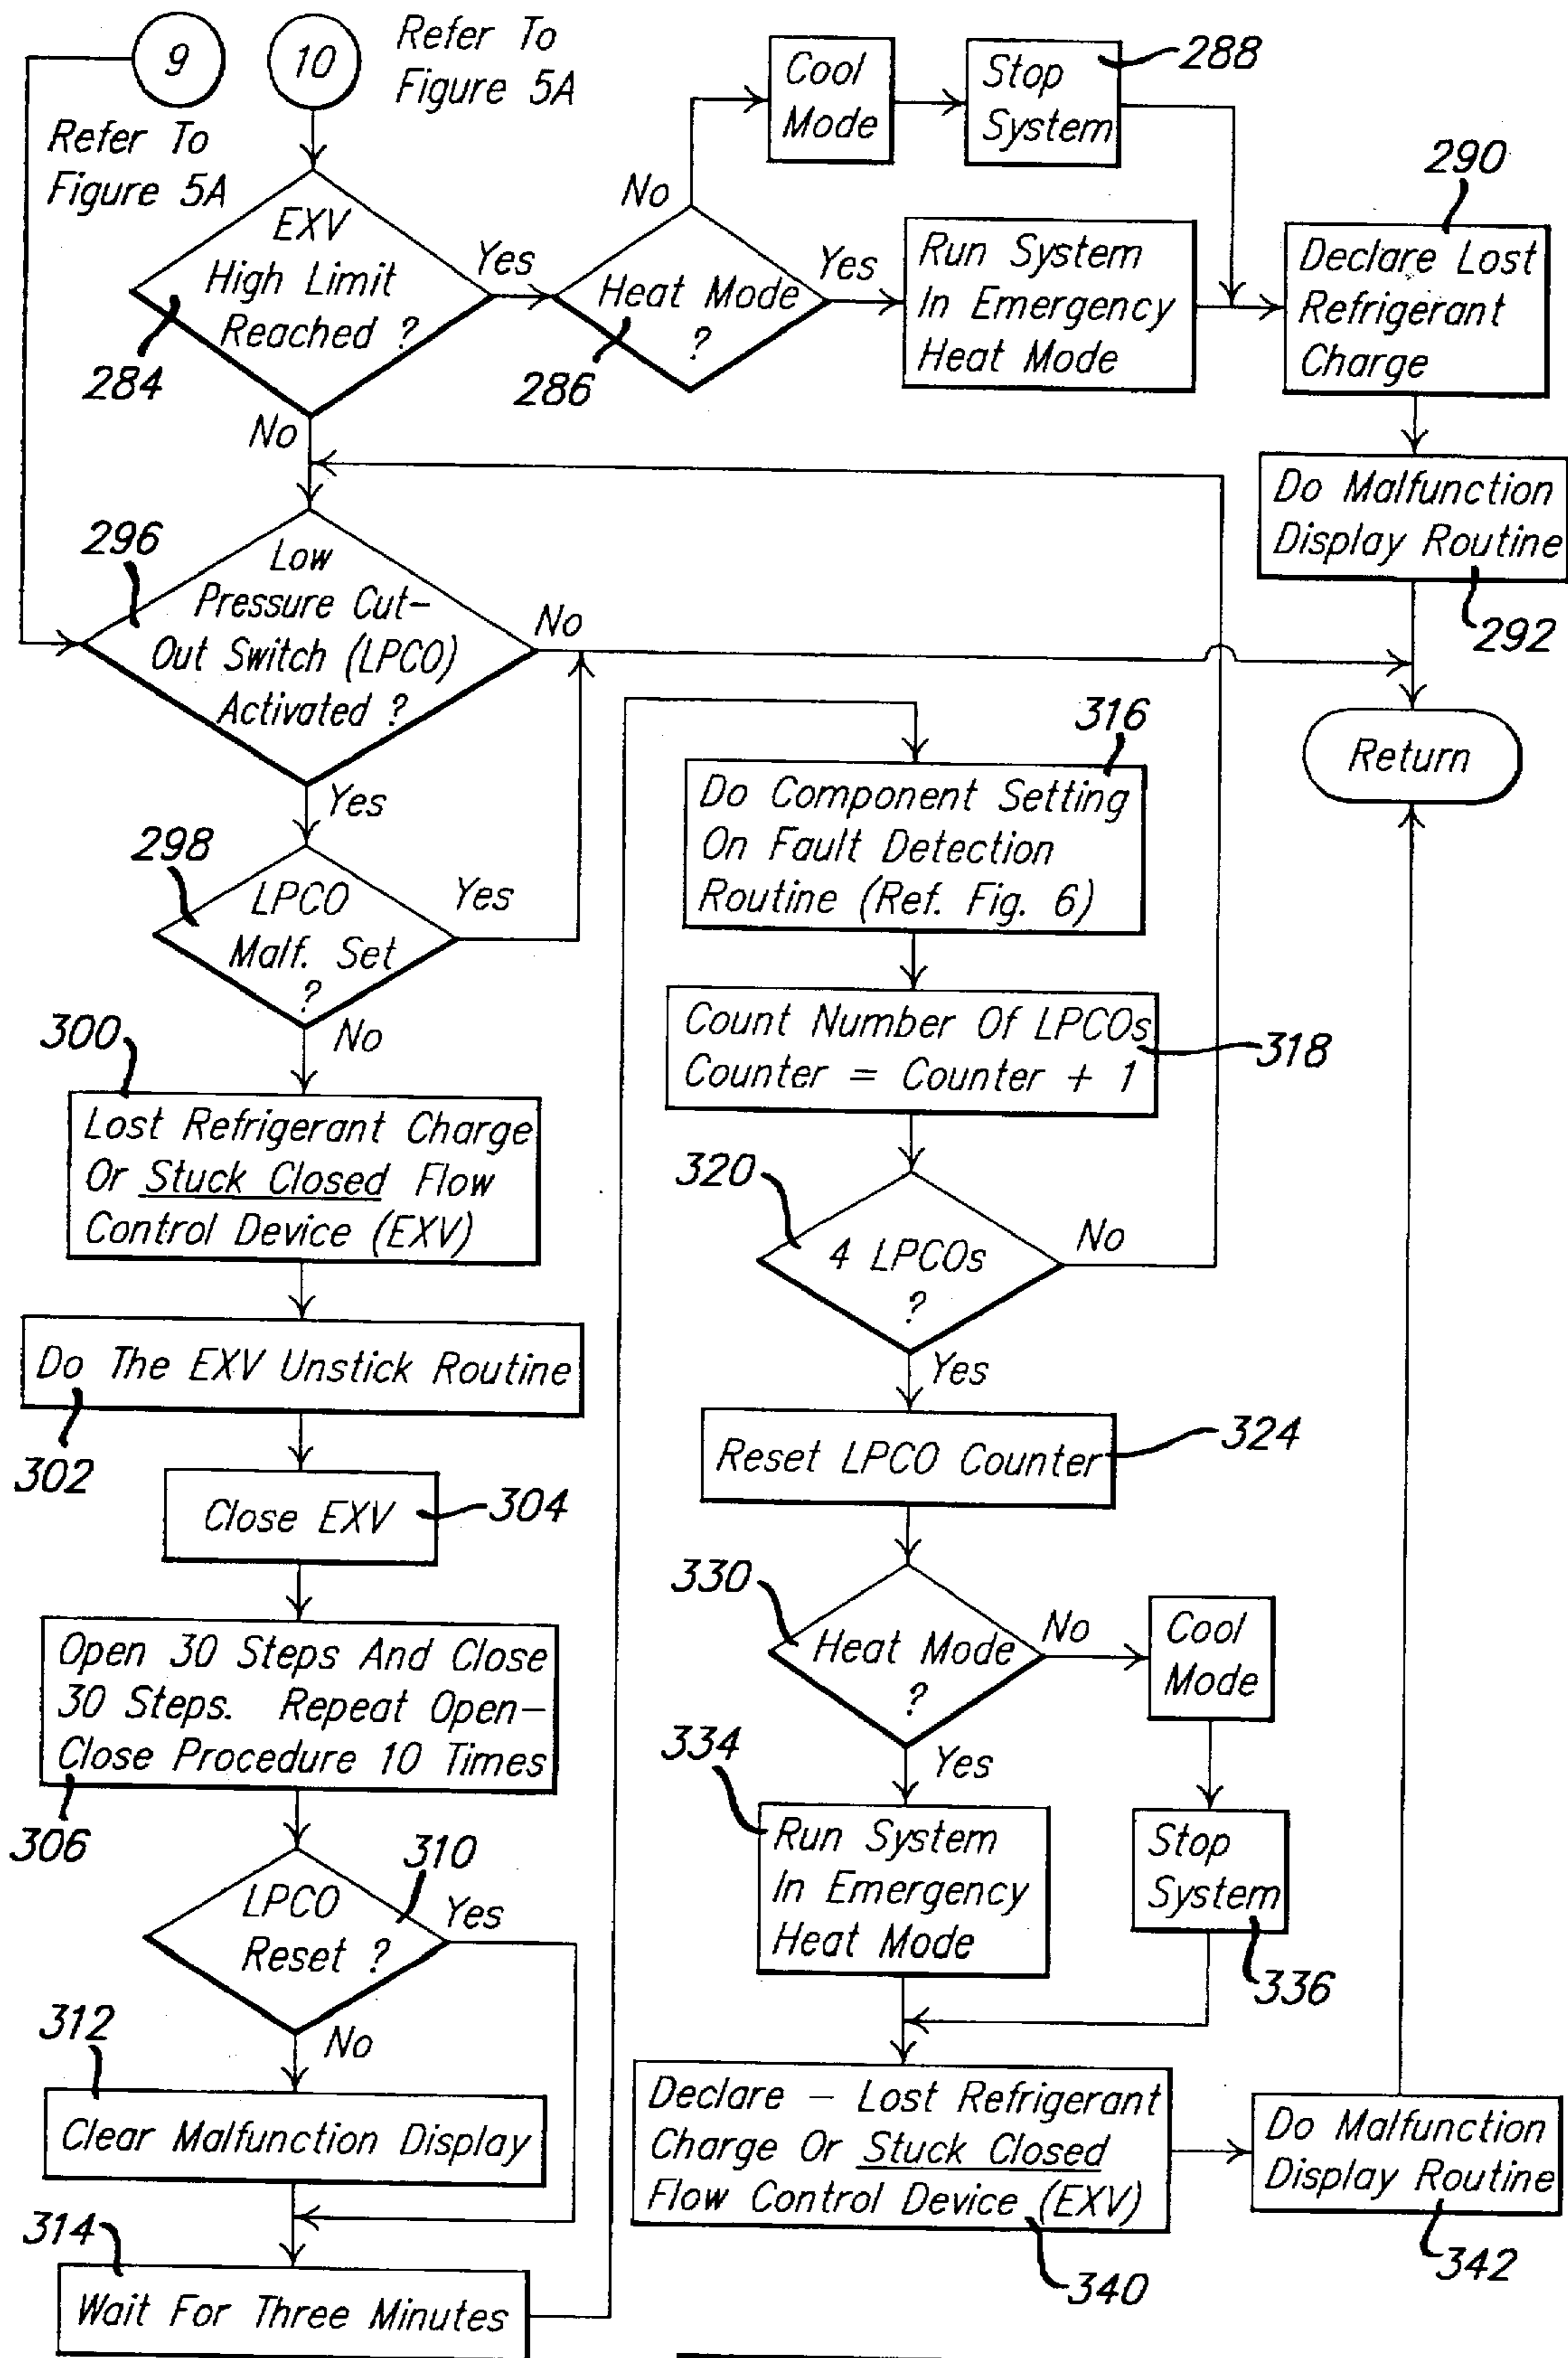 9
10
Refer To
Figure 5A
Refer To
Figure 5A
Cool
Mode
Stop
System
288
290
EXV
High Limit
Reached ?
284
Yes
No
No
Heat Mode
?
286
Yes
Run System
In Emergency
Heat Mode
Declare Lost
Refrigerant
Charge
Do Malfunction
Display Routine
292
Return
296
Low
Pressure Cut-
Out Switch (LPCO)
Activated ?
No
Yes
298
LPCO
Malf. Set
?
Yes
No
300
Lost Refrigerant Charge
Or Stuck Closed Flow
Control Device (EXV)
Do The EXV Unstick Routine
302
Close EXV
304
Open 30 Steps And Close
30 Steps. Repeat Open-
Close Procedure 10 Times
306
310
LPCO
Reset ?
Yes
No
312
Clear Malfunction Display
314
Wait For Three Minutes
316
Do Component Setting
On Fault Detection
Routine (Ref. Fig. 6)
Count Number Of LPCOs
Counter = Counter + 1
318
320
4 LPCOs
?
No
Yes
Reset LPCO Counter
324
330
Heat Mode
?
No
Cool
Mode
Yes
334
Run System
In Emergency
Heat Mode
Stop
System
336
Declare - Lost Refrigerant
Charge Or Stuck Closed
Flow Control Device (EXV)
340
Do Malfunction
Display Routine
342